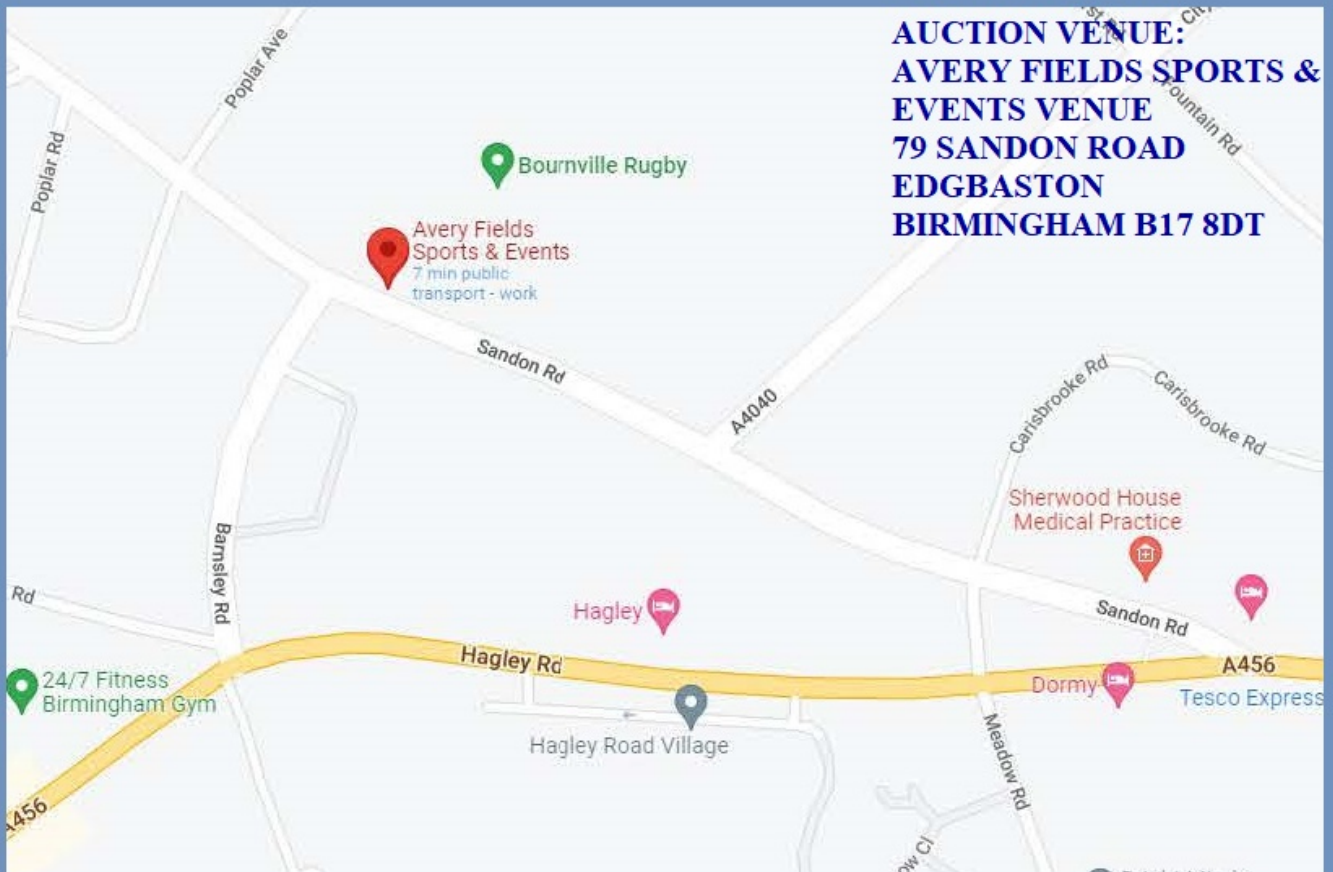 AUCTION VENUE:
AVERY FIELDS SPORTS &
EVENTS VENUE
79 SANDON ROAD
EDGBASTON
BIRMINGHAM B17 8DT
Poplar Ave
Fountain Rd
Poplar Rd
Bournville Rugby
Avery Fields
Sports & Events
7 min public
transport - work
Sandon Rd
A4040
Carisbrooke Rd
Carisbrooke Rd
Sherwood House
Medical Practice
Barnsley Rd
Rd
Hagley
Sandon Rd
Hagley Rd
A456
24/7 Fitness
Birmingham Gym
Dormy
Tesco Express
Hagley Road Village
Meadow Rd
A456